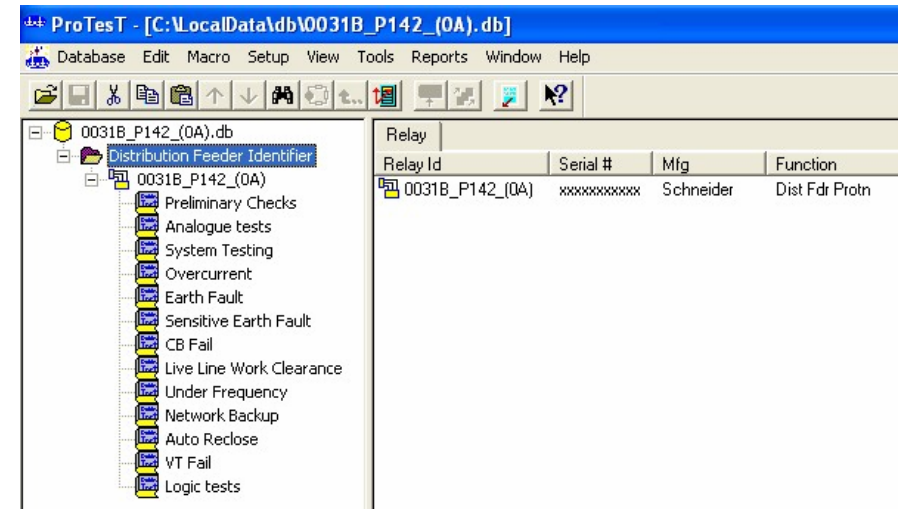 ProTesT - [C:\LocalData\db\0031B_P142_(0A).db]
Database Edit Macro Setup View Tools Reports Window Help
0031B_P142_(0A).db
Distribution Feeder Identifier
0031B_P142_(0A)
Preliminary Checks
Analogue tests
System Testing
Overcurrent
Earth Fault
Sensitive Earth Fault
CB Fail
Live Line Work Clearance
Under Frequency
Network Backup
Auto Reclose
VT Fail
Logic tests
Relay
Relay Id Serial # Mfg Function
0031B_P142_(0A) xxxxxxxxxxx Schneider Dist Fdr Protn